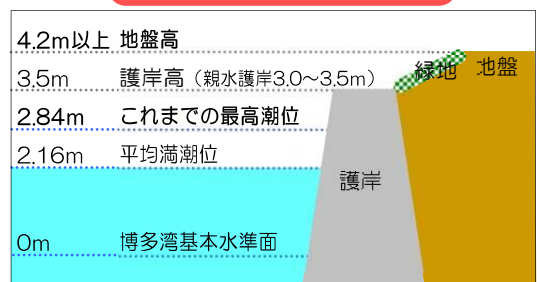 4.2m以上 地盤高
3.5m 護岸高（親水護岸3.0～3.5m）
緑地 地盤
2.84m これまでの最高潮位
2.16m 平均満潮位
護岸
0m 博多湾基本水準面